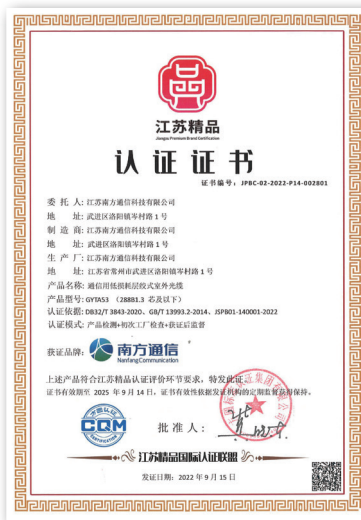 江苏精品
Jiangsu Premium Brand Certification
认证证书
证书编号：JPBC-02-2022-P14-002801
委托人：江苏南方通信科技有限公司
地址：武进区洛阳镇岑村路1号
制造商：江苏南方通信科技有限公司
地址：武进区洛阳镇岑村路1号
生产厂：江苏南方通信科技有限公司
地址：江苏省常州市武进区洛阳镇岑村路1号
产品名称：通信用低损耗层绞式室外光缆
产品型号：GYTA53 （288B1.3 芯及以下）
认证依据：DB32/T 3843-2020、GB/T 13993.2-2014、JSPB01-140001-2022
认证模式：产品检测+初次工厂检查+获证后监督
获证品牌：南方通信
Nanfang Communication
上述产品符合江苏精品认证评价环节要求，特发此证。
证书有效期至 2025 年 9 月 14 日，证书有效性依据发证机构的定期监督获得保持。
CQM
批准人：
江苏精品国际认证联盟
发证日期：2022 年 9 月 15 日